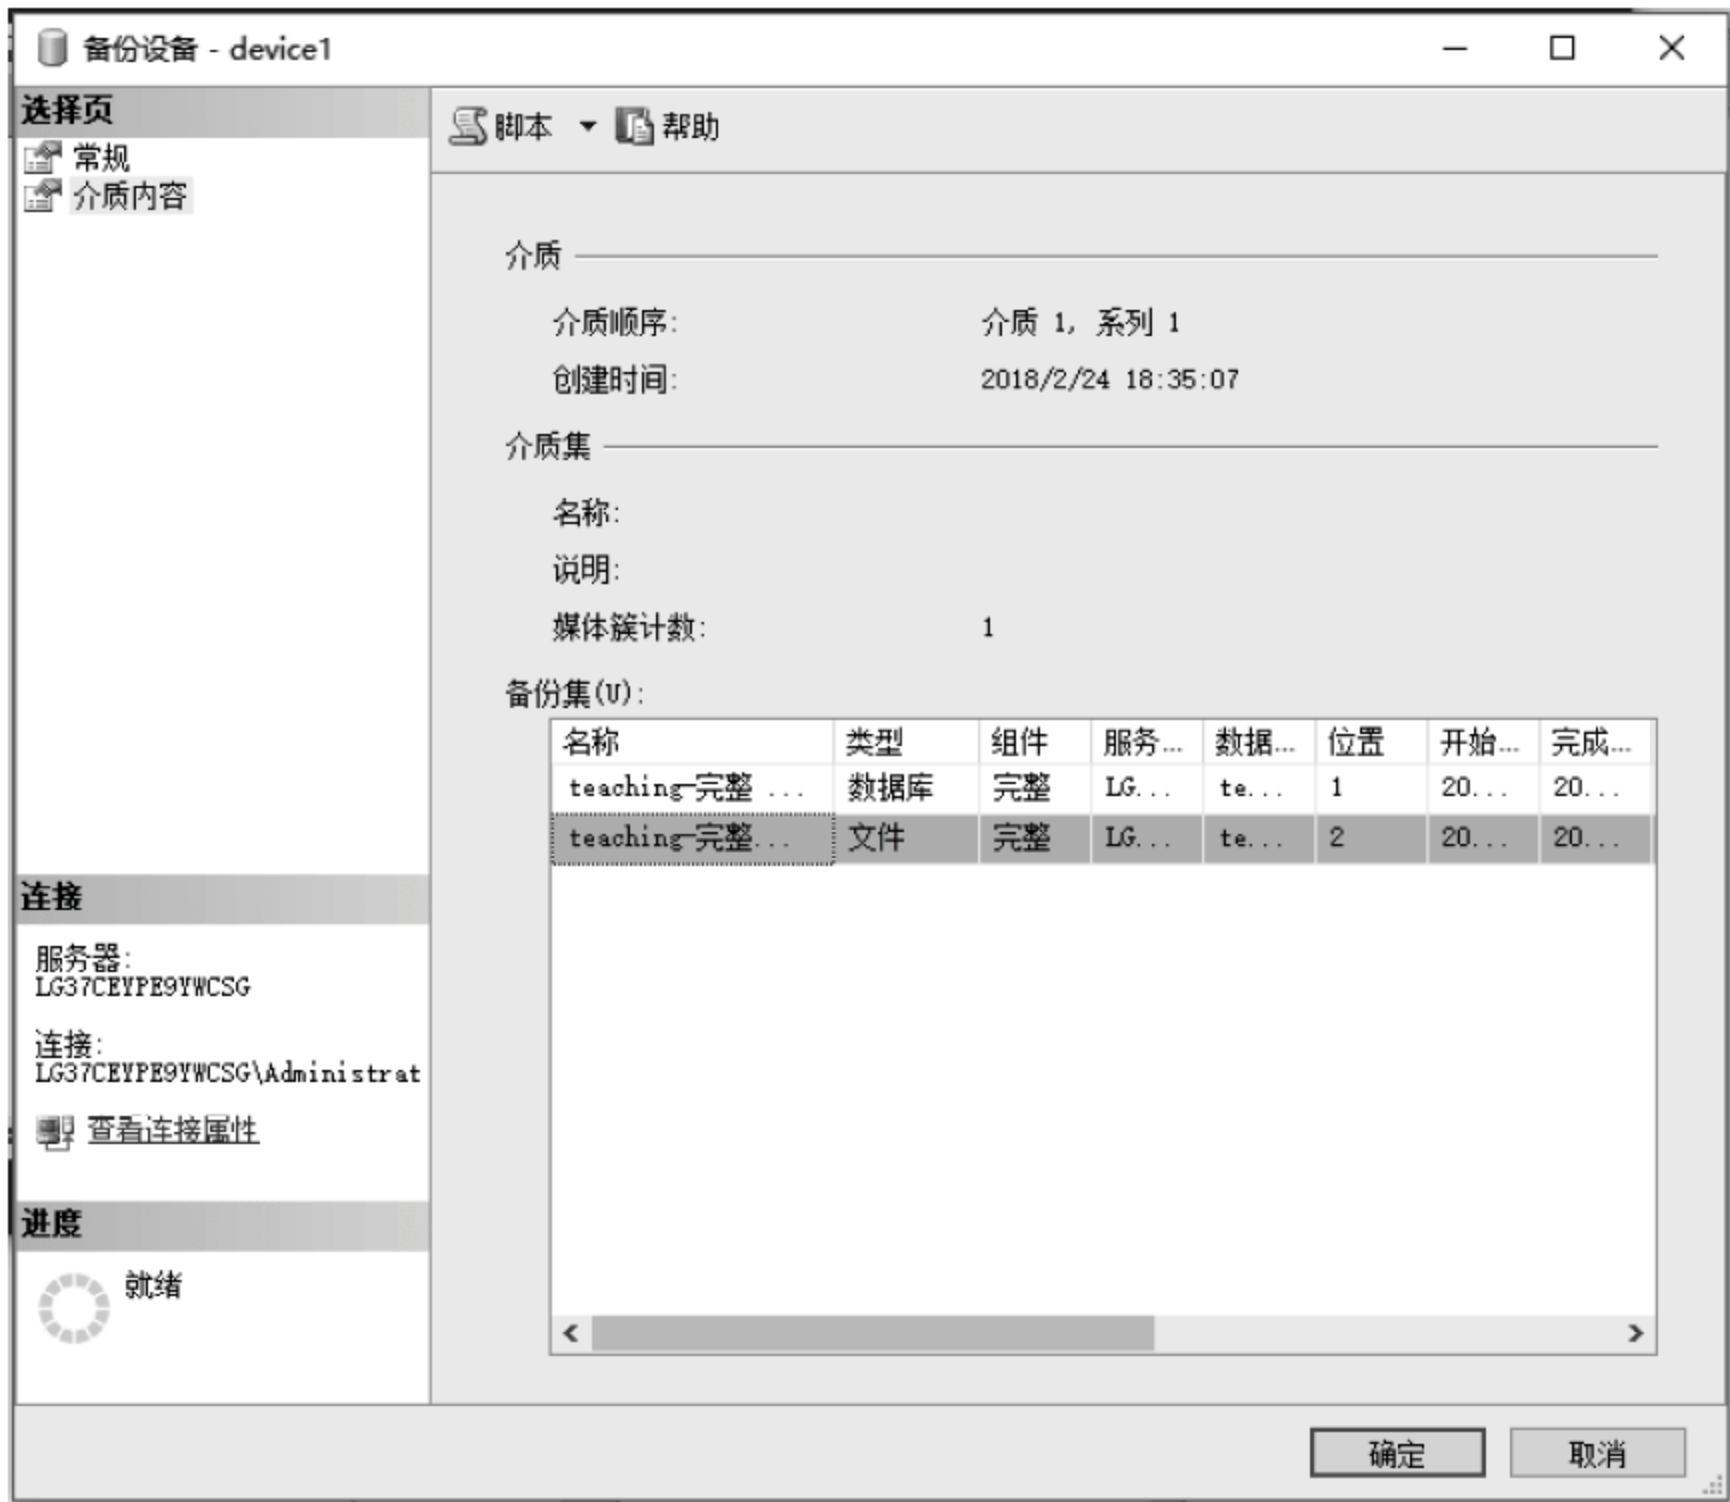 备份设备 - device1
选择页
常规
介质内容
脚本 帮助
介质
介质顺序: 介质 1, 系列 1
创建时间: 2018/2/24 18:35:07
介质集
名称:
说明:
媒体簇计数: 1
备份集(U):
名称 类型 组件 服务... 数据... 位置 开始... 完成...
teaching-完整 ... 数据库 完整 LG... te... 1 20... 20...
teaching-完整... 文件 完整 LG... te... 2 20... 20...
连接
服务器:
LG37CEYPE9YWCSG
连接:
LG37CEYPE9YWCSG\Administrat
查看连接属性
进度
就绪
确定 取消